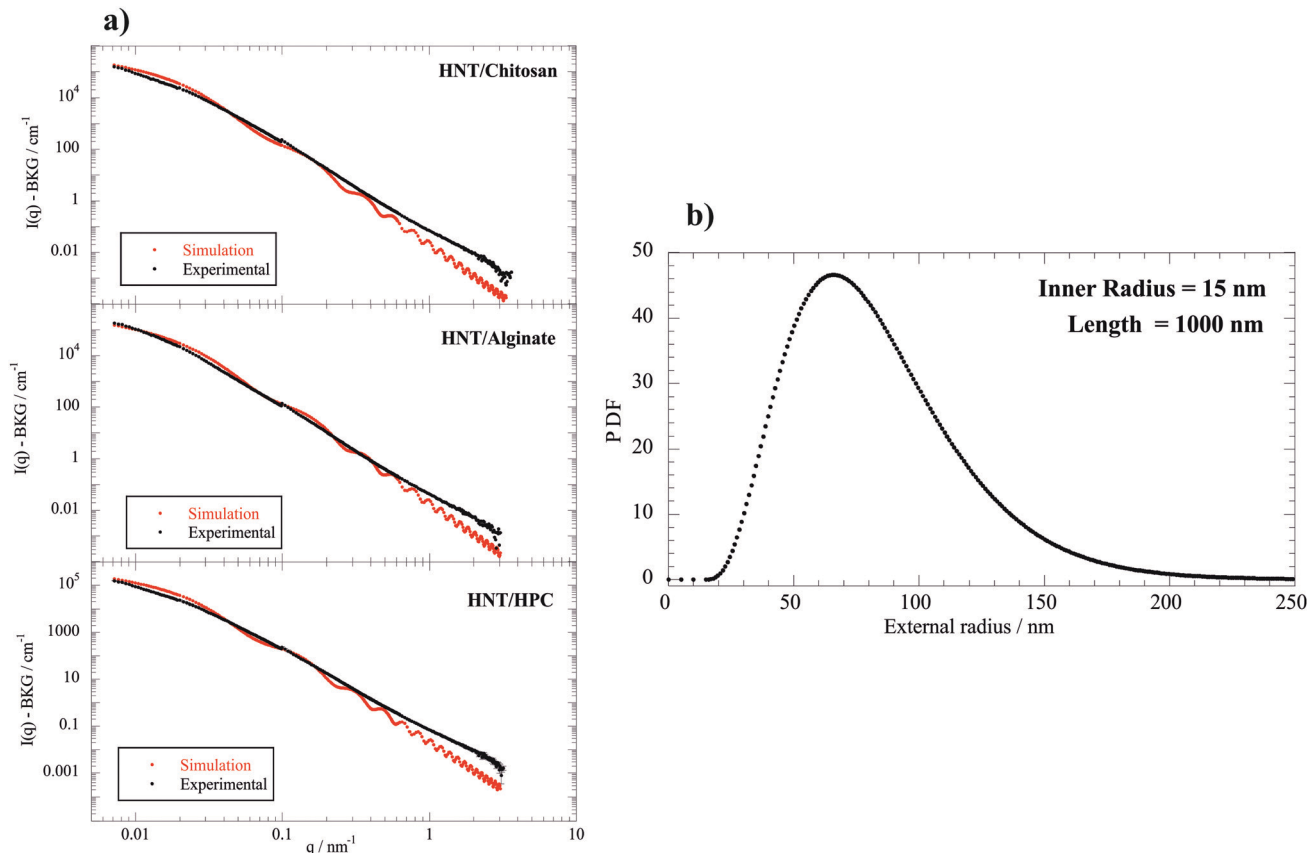 a)
HNT/Chitosan
10^4
100
1
0.01
I(q) - BKG / cm^-1
Simulation
Experimental
HNT/Alginate
10^4
100
1
0.01
I(q) - BKG / cm^-1
Simulation
Experimental
HNT/HPC
10^5
1000
10
0.1
0.001
I(q) - BKG / cm^-1
Simulation
Experimental
0.01 0.1 1 10
q / nm^-1
b)
Inner Radius = 15 nm
Length = 1000 nm
50
40
30
20
10
0
PDF
0 50 100 150 200 250
External radius / nm